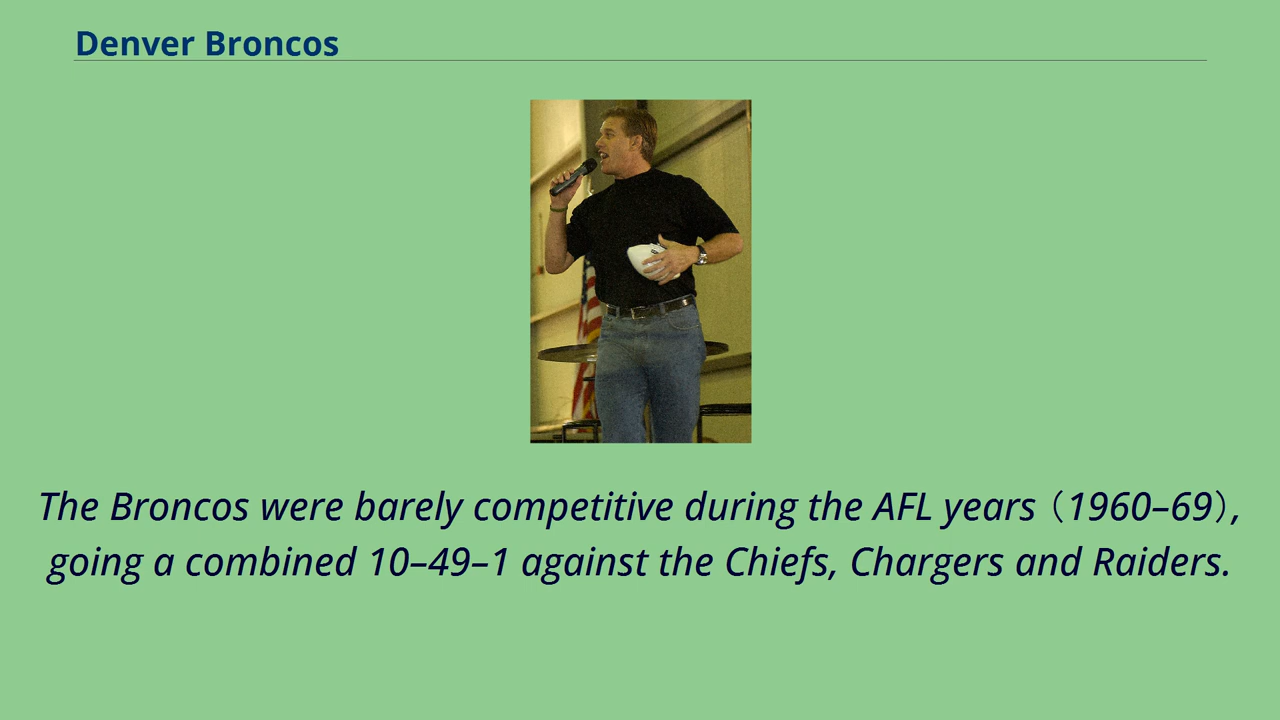 Denver Broncos
The Broncos were barely competitive during the AFL years（1960–69）,
going a combined 10–49–1 against the Chiefs, Chargers and Raiders.